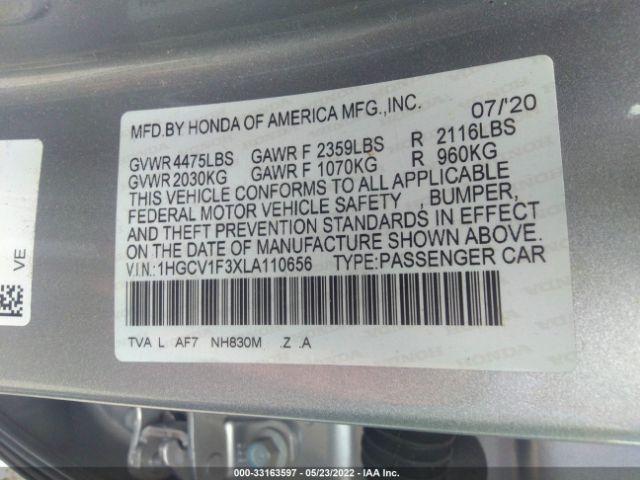 MFD.BY HONDA OF AMERICA MFG.,INC. 07/'20
GVWR 4475LBS GAWR F 2359LBS R 2116LBS
GVWR 2030KG GAWR F 1070KG R 960KG
THIS VEHICLE CONFORMS TO ALL APPLICABLE
FEDERAL MOTOR VEHICLE SAFETY , BUMPER,
AND THEFT PREVENTION STANDARDS IN EFFECT
ON THE DATE OF MANUFACTURE SHOWN ABOVE.
V.I.N.:1HGCV1F3XLA110656 TYPE:PASSENGER CAR
TVA L AF7 NH830M .Z .A
VE
000-33163597 - 05/23/2022 - IAA Inc.